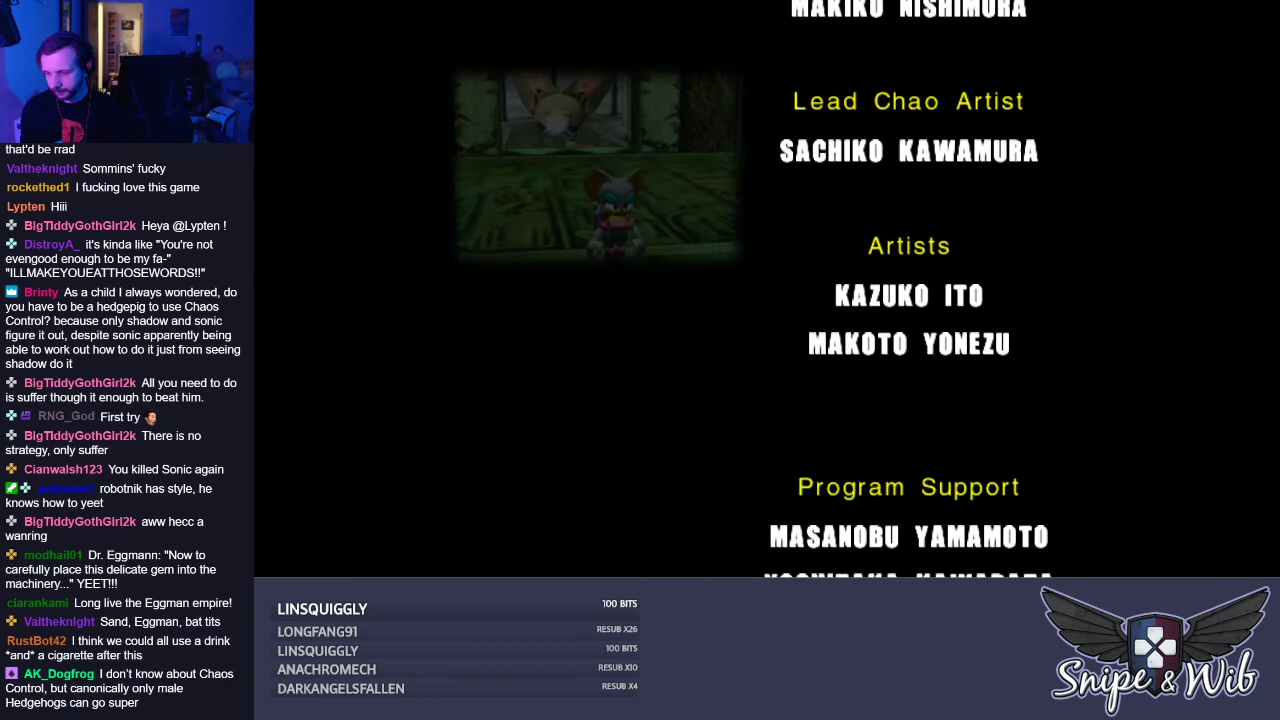 MAKIKO NISHIMURA
Lead Chao Artist
SACHIKO KAWAMURA
Artists
KAZUKO ITO
MAKOTO YONEZU
Program Support
MASANOBU YAMAMOTO
that'd be rrad
Valtheknight Sommins' fucky
rockethed1 I fucking love this game
Lypten Hiii
BigTiddyGothGirl2k Heya @Lypten !
DistroyA_ it's kinda like "You're not
evengood enough to be my fa-"
"ILLMAKEYOUEATTHOSEWORDS!!"
Brinty As a child I always wondered, do
you have to be a hedgepig to use Chaos
Control? because only shadow and sonic
figure it out, despite sonic apparently being
able to work out how to do it just from seeing
shadow do it
BigTiddyGothGirl2k All you need to do
is suffer though it enough to beat him.
RNG_God First try
BigTiddyGothGirl2k There is no
strategy, only suffer
Cianwalsh123 You killed Sonic again
robotnik has style, he
knows how to yeet
BigTiddyGothGirl2k aww hecc a
wanring
modhail01 Dr. Eggmann: "Now to
carefully place this delicate gem into the
machinery..." YEET!!!
ciarankami Long live the Eggman empire!
Valtheknight Sand, Eggman, bat tits
RustBot42 I think we could all use a drink
*and* a cigarette after this
AK_Dogfrog I don't know about Chaos
Control, but canonically only male
Hedgehogs can go super
LINSQUIGGLY 100 BITS
LONGFANG91 RESUB X26
LINSQUIGGLY 100 BITS
ANACHROMECH RESUB X10
DARKANGELSFALLEN RESUB X4
Snipe & Wib